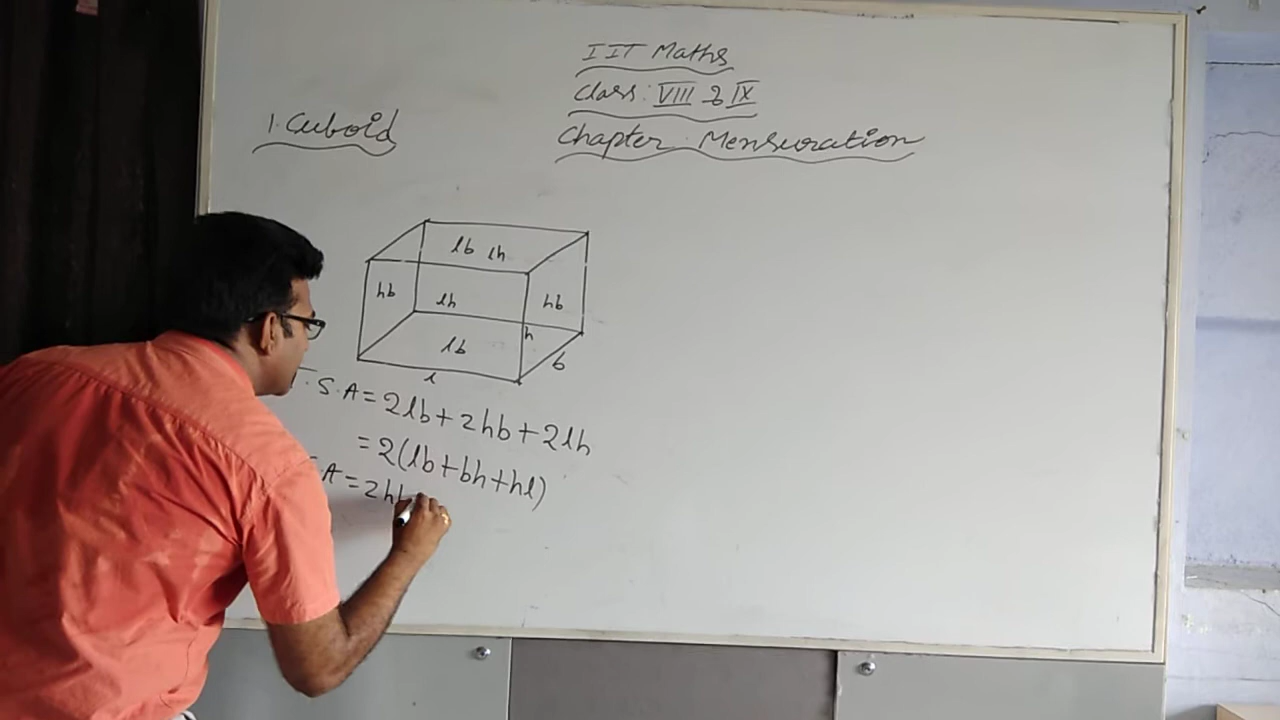 IIT Maths
Class: VIII & IX
Chapter: Mensuration
1. Cuboid
lb lh
hb
lh
hb
h
lb
b
l
T.S.A = 2lb + 2hb + 2lh
= 2(lb + bh + hl)
.A = 2hb